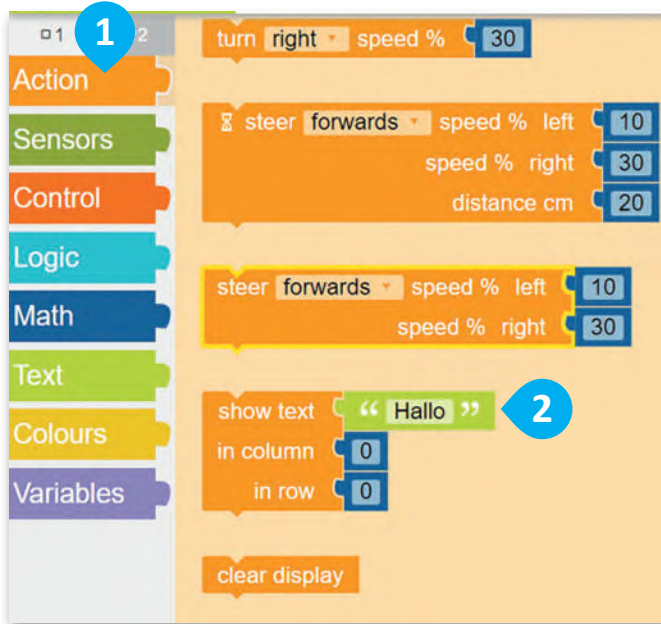 1 2
1
Action
Sensors
Control
Logic
Math
Text
Colours
Variables
turn right speed % 30
steer forwards speed % left 10
speed % right 30
distance cm 20
steer forwards speed % left 10
speed % right 30
show text “ Hallo ” 2
in column 0
in row 0
clear display